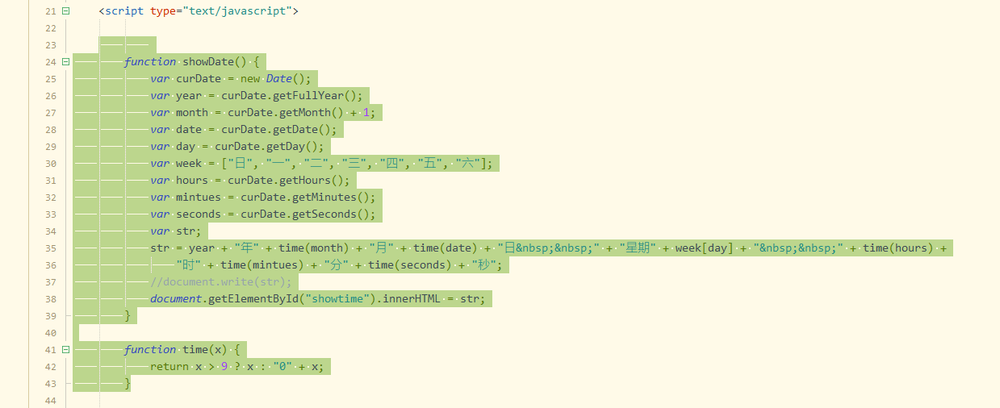 21 <script type="text/javascript">
22
23
24 function showDate() {
25 var curDate = new Date();
26 var year = curDate.getFullYear();
27 var month = curDate.getMonth() + 1;
28 var date = curDate.getDate();
29 var day = curDate.getDay();
30 var week = ["日", "一", "二", "三", "四", "五", "六"];
31 var hours = curDate.getHours();
32 var mintues = curDate.getMinutes();
33 var seconds = curDate.getSeconds();
34 var str;
35 str = year + "年" + time(month) + "月" + time(date) + "日&nbsp;&nbsp;" + "星期" + week[day] + "&nbsp;&nbsp;" + time(hours) +
36 "时" + time(mintues) + "分" + time(seconds) + "秒";
37 //document.write(str);
38 document.getElementById("showtime").innerHTML = str;
39 }
40
41 function time(x) {
42 return x > 9 ? x : "0" + x;
43 }
44